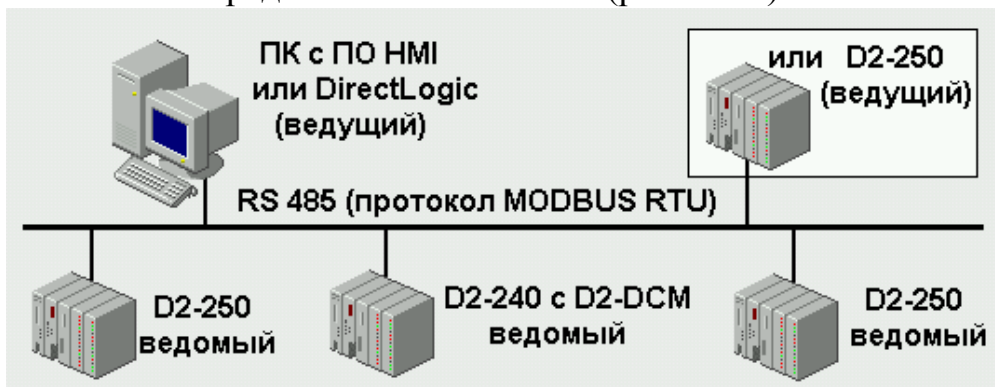 ПК с ПО HMI
или DirectLogic
(ведущий)
или D2-250
(ведущий)
RS 485 (протокол MODBUS RTU)
D2-250
ведомый
D2-240 с D2-DCM
ведомый
D2-250
ведомый